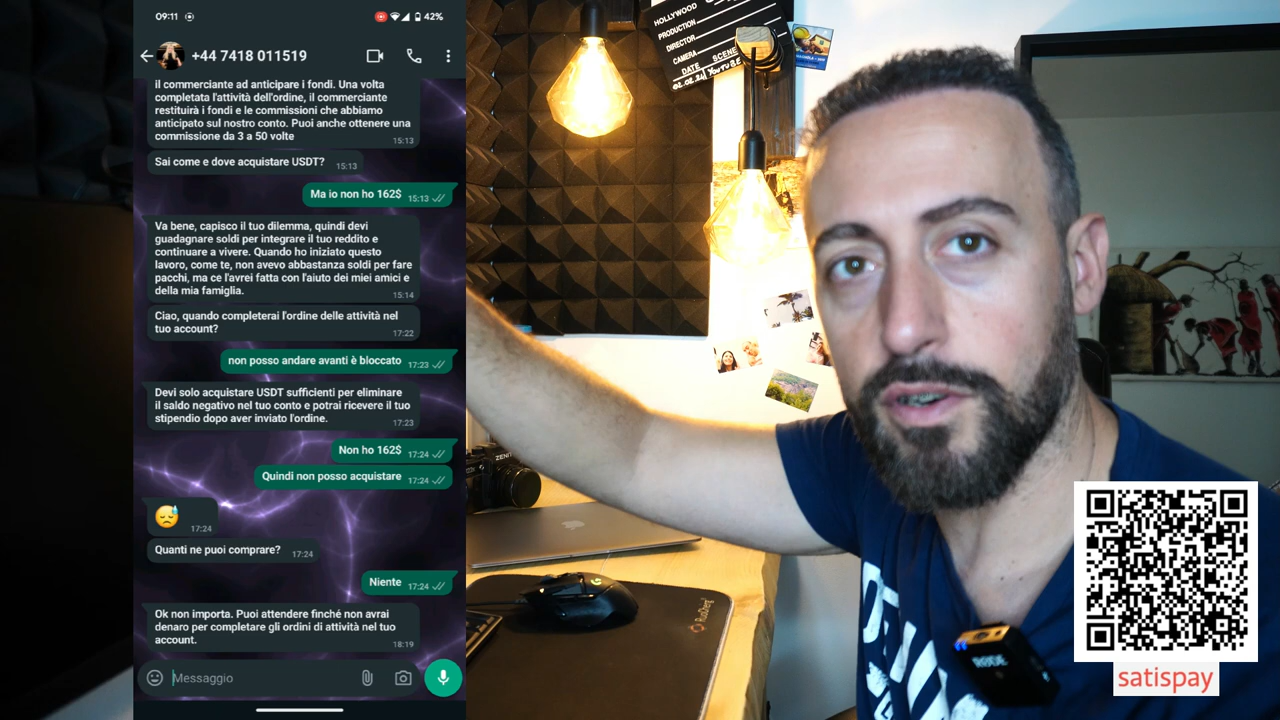 09:11
42%
+44 7418 011519
il commerciante ad anticipare i fondi. Una volta
completata l'attività dell'ordine, il commerciante
restituirà i fondi e le commissioni che abbiamo
anticipato sul nostro conto. Puoi anche ottenere una
commissione da 3 a 50 volte
15:13
Sai come e dove acquistare USDT?
15:13
Ma io non ho 162$
15:13
Va bene, capisco il tuo dilemma, quindi devi
guadagnare soldi per integrare il tuo reddito e
continuare a vivere. Quando ho iniziato questo
lavoro, come te, non avevo abbastanza soldi per fare
pacchi, ma ce l'avrei fatta con l'aiuto dei miei amici e
della mia famiglia.
15:14
Ciao, quando completerai l'ordine delle attività nel
tuo account?
17:22
non posso andare avanti è bloccato
17:23
Devi solo acquistare USDT sufficienti per eliminare
il saldo negativo nel tuo conto e potrai ricevere il tuo
stipendio dopo aver inviato l'ordine.
17:23
Non ho 162$
17:24
Quindi non posso acquistare
17:24
😓
17:24
Quanti ne puoi comprare?
17:24
Niente
17:24
Ok non importa. Puoi attendere finché non avrai
denaro per completare gli ordini di attività nel tuo
account.
18:19
Messaggio
HOLLYWOOD
PRODUCTION
DIRECTOR
CAMERA
DATE
SCENE
ZENIT
RØDE
satispay